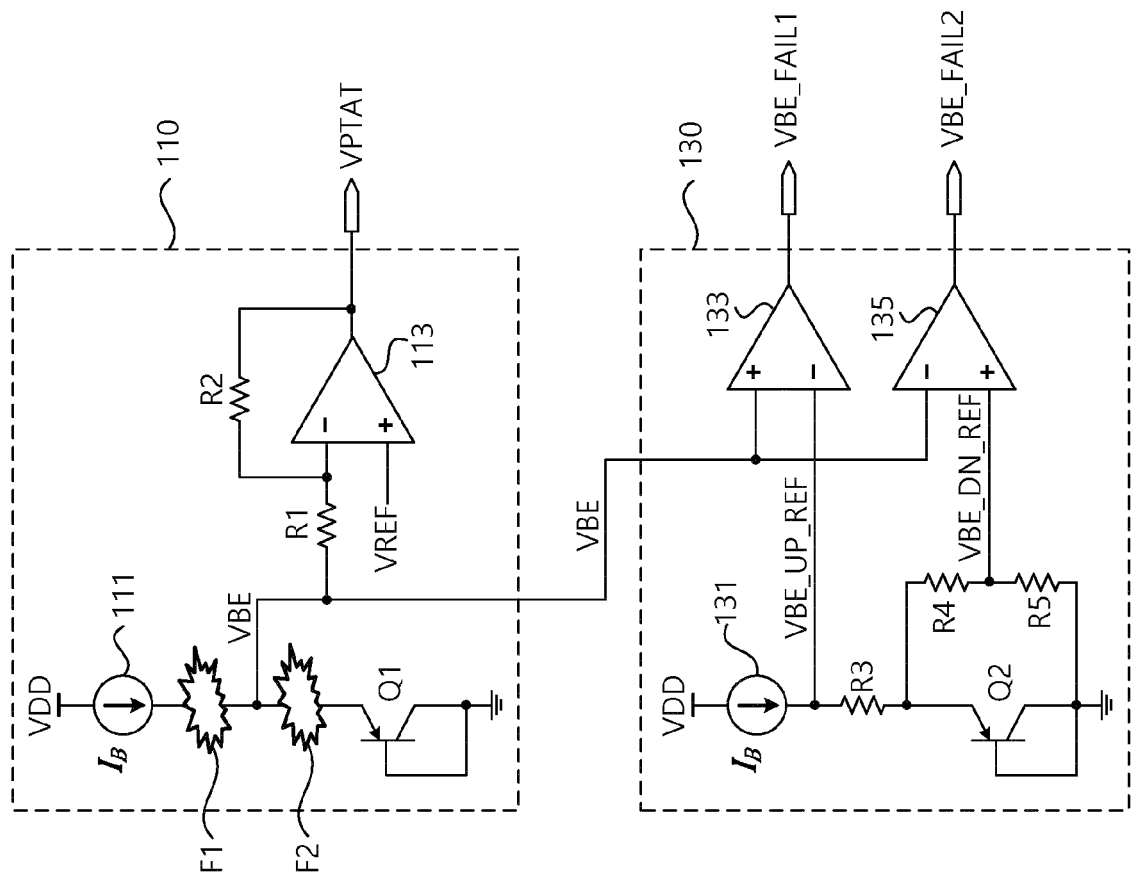 110
VPTAT
R2
113
R1
VREF
VDD
111
I_B
VBE
F1
F2
Q1
VBE
130
VBE_FAIL1
VBE_FAIL2
133
135
+
−
−
+
−
+
VBE_UP_REF
VBE_DN_REF
VDD
131
I_B
R3
R4
R5
Q2